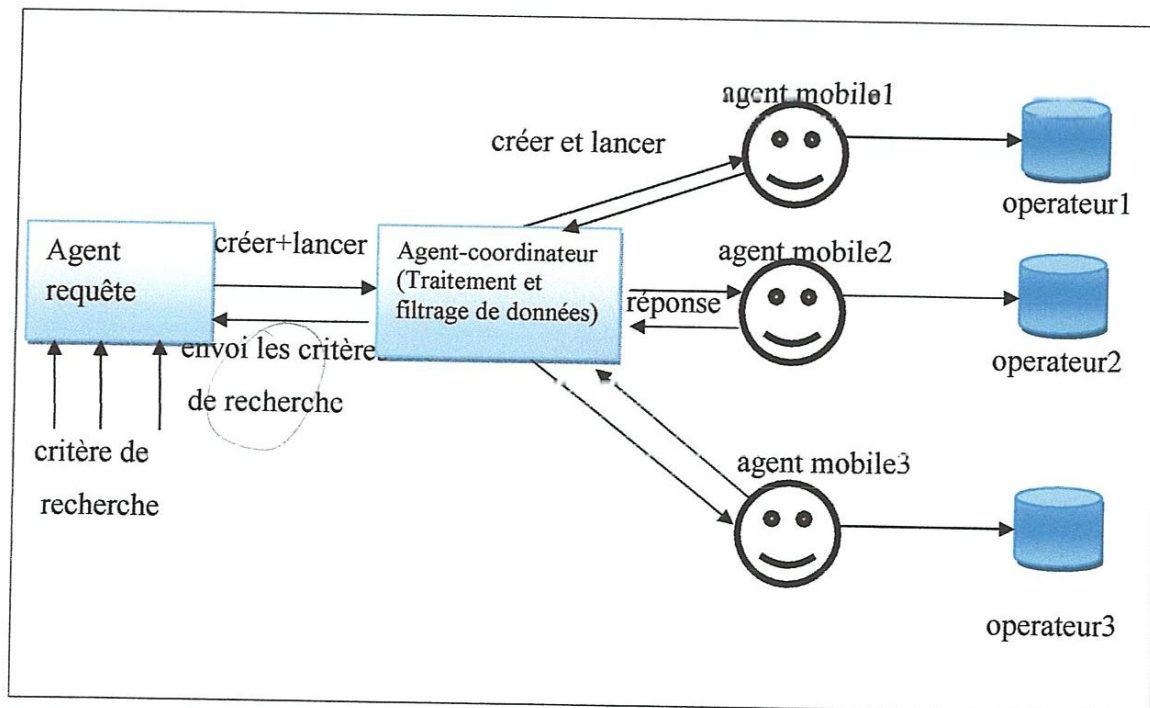 agent mobile1
créer et lancer
operateur1
Agent
requête
créer+lancer
Agent-coordinateur
(Traitement et
filtrage de données)
agent mobile2
réponse
operateur2
envoi les critères
de recherche
critère de
recherche
agent mobile3
operateur3